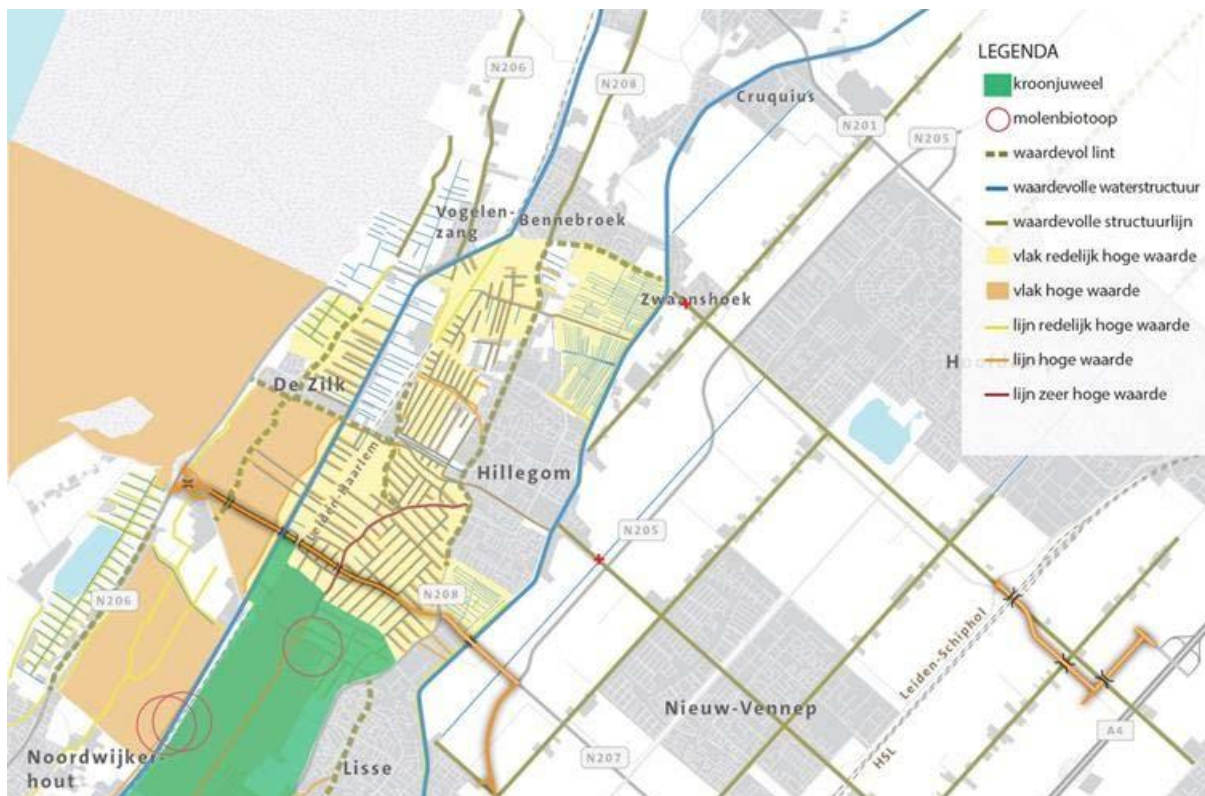 LEGENDA
kroonjuweel
molenbiotoop
waardevol lint
waardevolle waterstructuur
waardevolle structuurlijn
vlak redelijk hoge waarde
vlak hoge waarde
lijn redelijk hoge waarde
lijn hoge waarde
lijn zeer hoge waarde
N206
N208
Cruquius
N201
N205
Vogelen-
zang
Bennebroek
Zwaanshoek
De Zilk
Leiden-Haarlem
Hillegom
N205
N206
N208
Leiden-Schiphol
Nieuw-Vennep
HSL
A4
N207
Noordwijker-
hout
Lisse